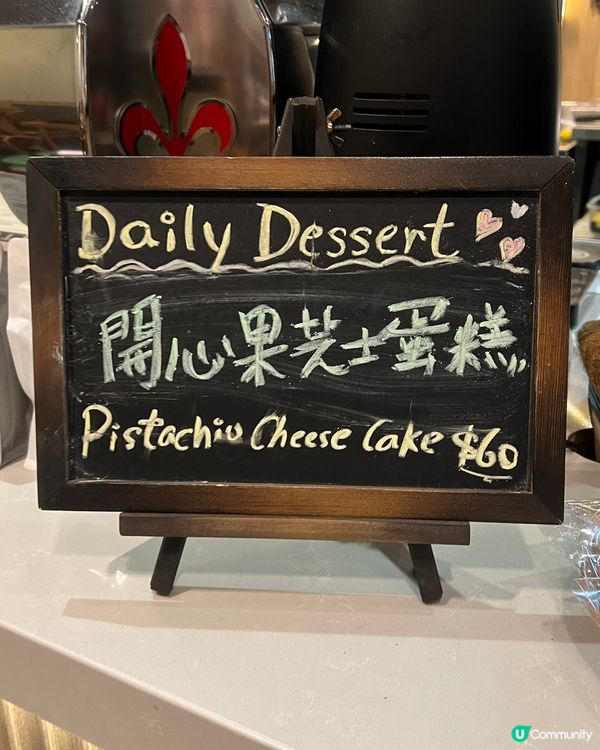 Daily Dessert
開心果芝士蛋糕
Pistachio Cheese Cake $60
U Community